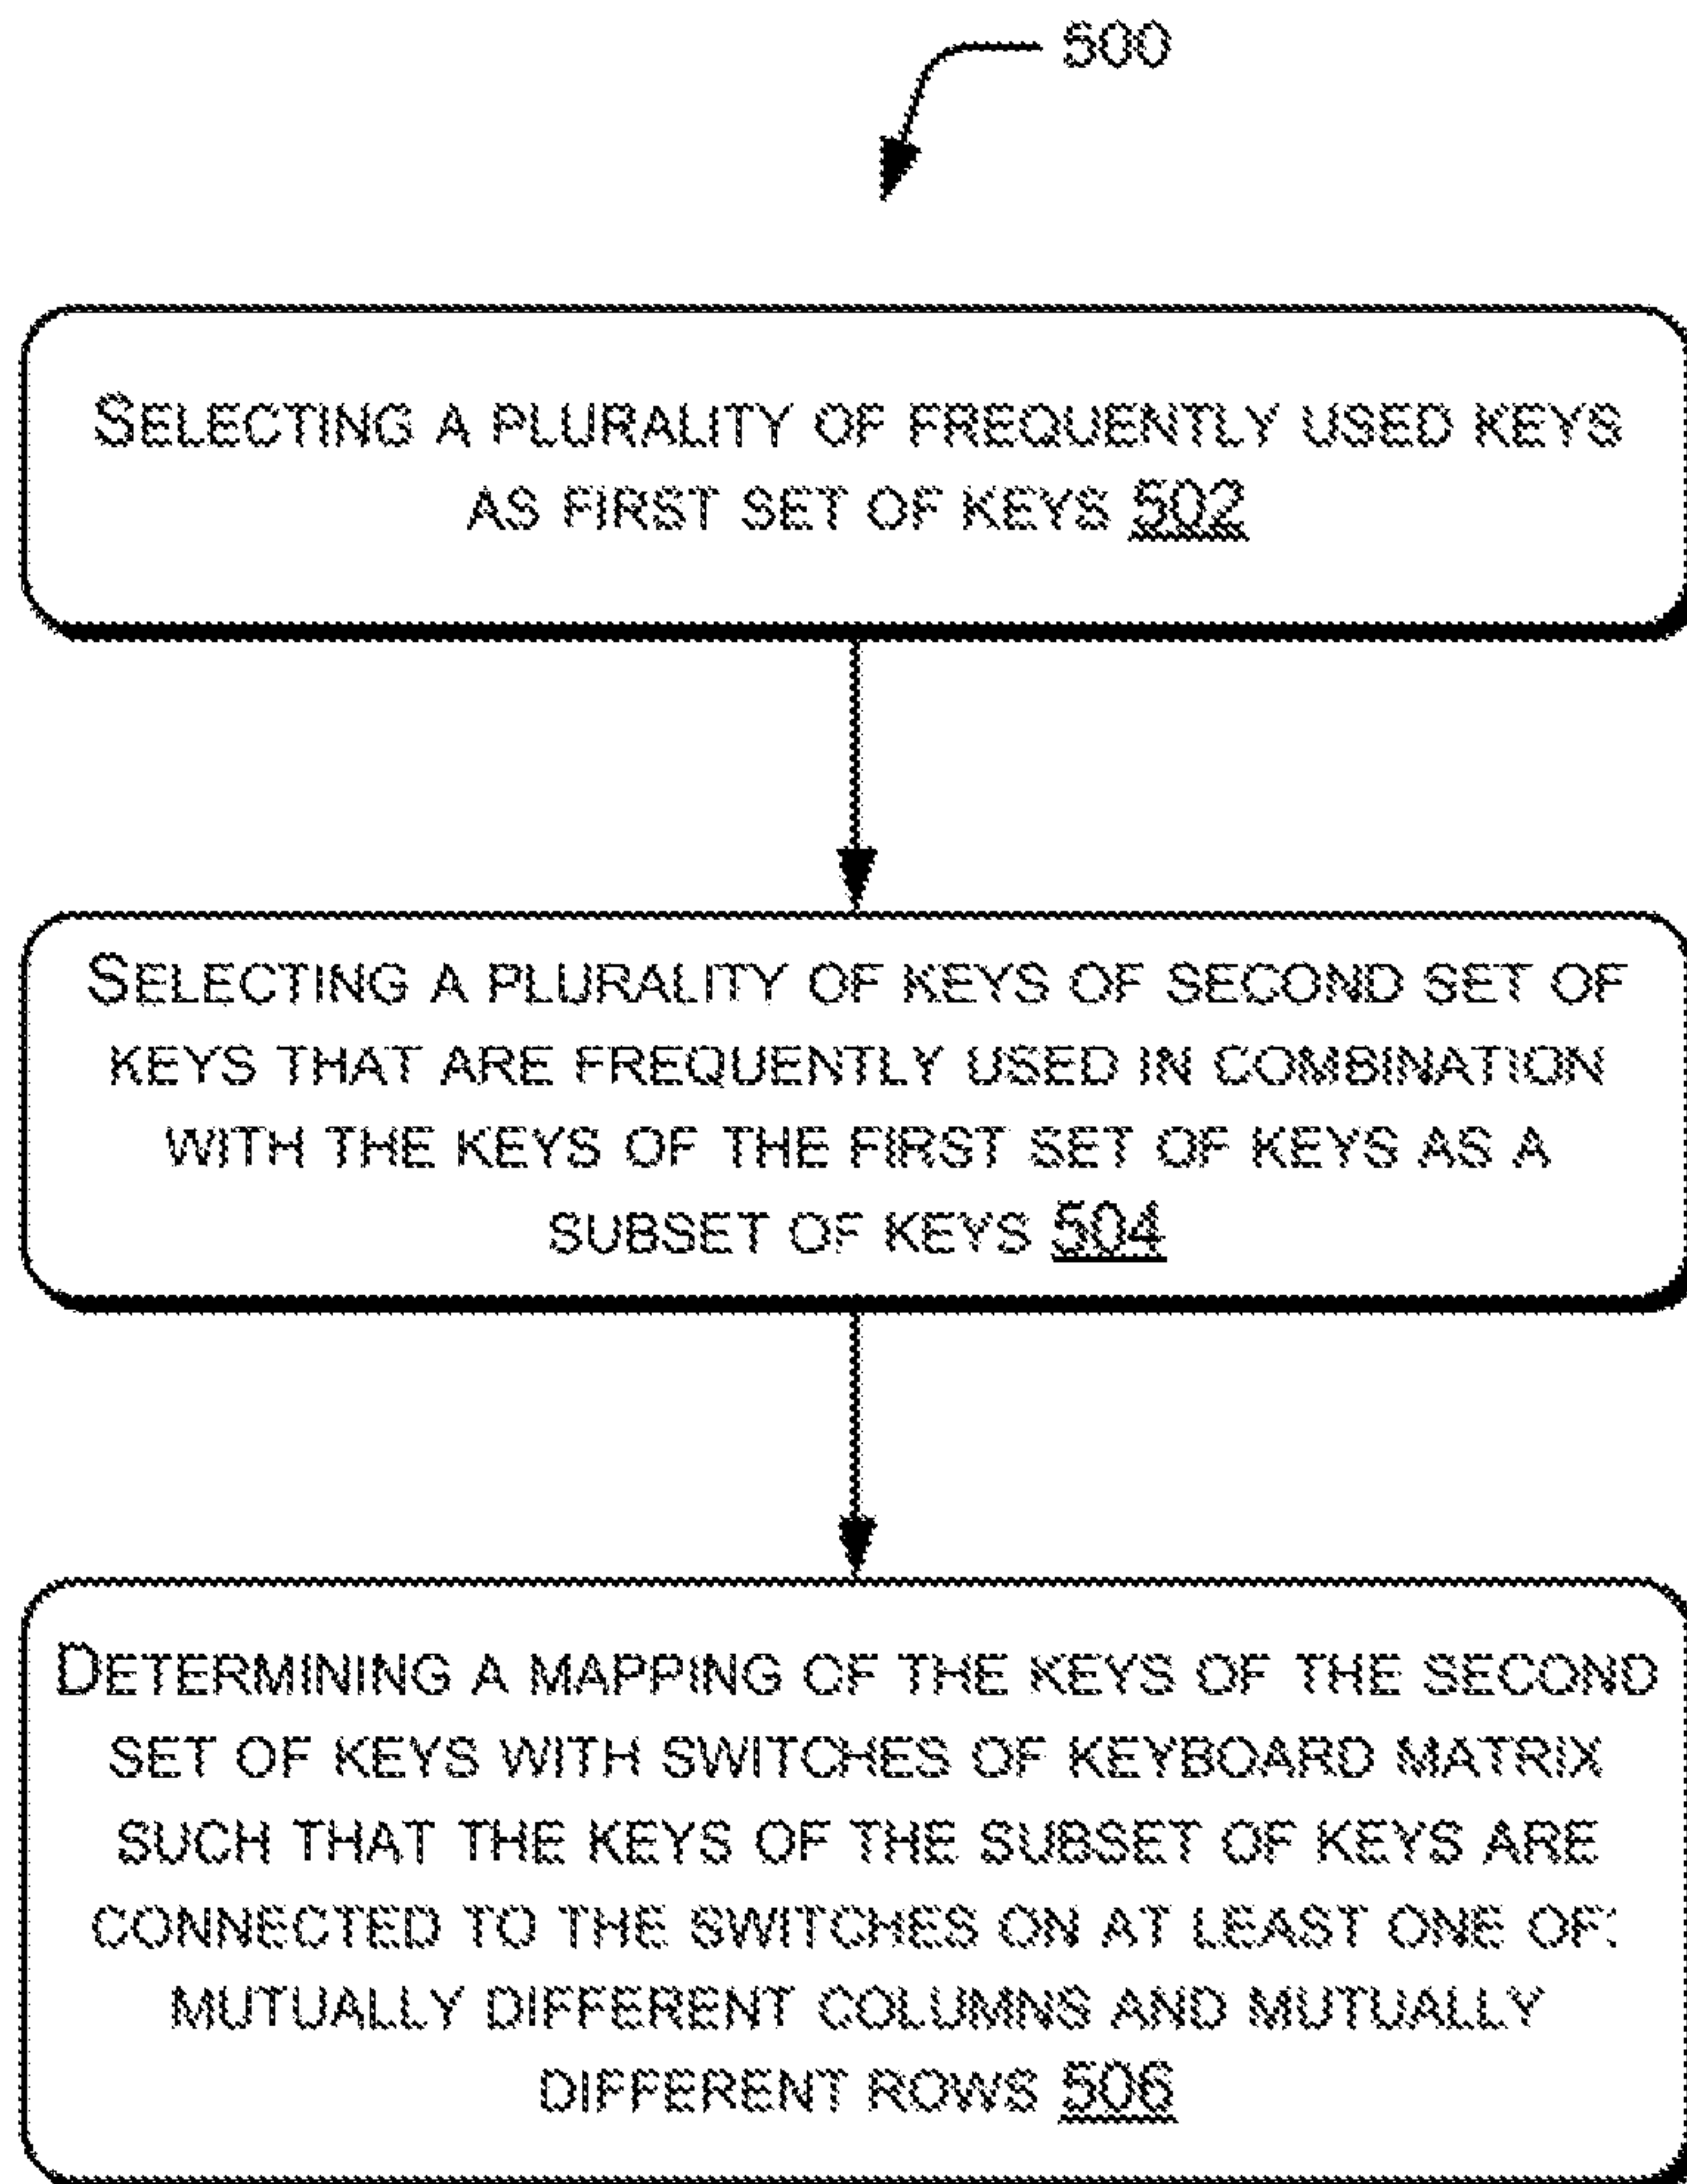 500
SELECTING A PLURALITY OF FREQUENTLY USED KEYS
AS FIRST SET OF KEYS 502
SELECTING A PLURALITY OF KEYS OF SECOND SET OF
KEYS THAT ARE FREQUENTLY USED IN COMBINATION
WITH THE KEYS OF THE FIRST SET OF KEYS AS A
SUBSET OF KEYS 504
DETERMINING A MAPPING OF THE KEYS OF THE SECOND
SET OF KEYS WITH SWITCHES OF KEYBOARD MATRIX
SUCH THAT THE KEYS OF THE SUBSET OF KEYS ARE
CONNECTED TO THE SWITCHES ON AT LEAST ONE OF:
MUTUALLY DIFFERENT COLUMNS AND MUTUALLY
DIFFERENT ROWS 506